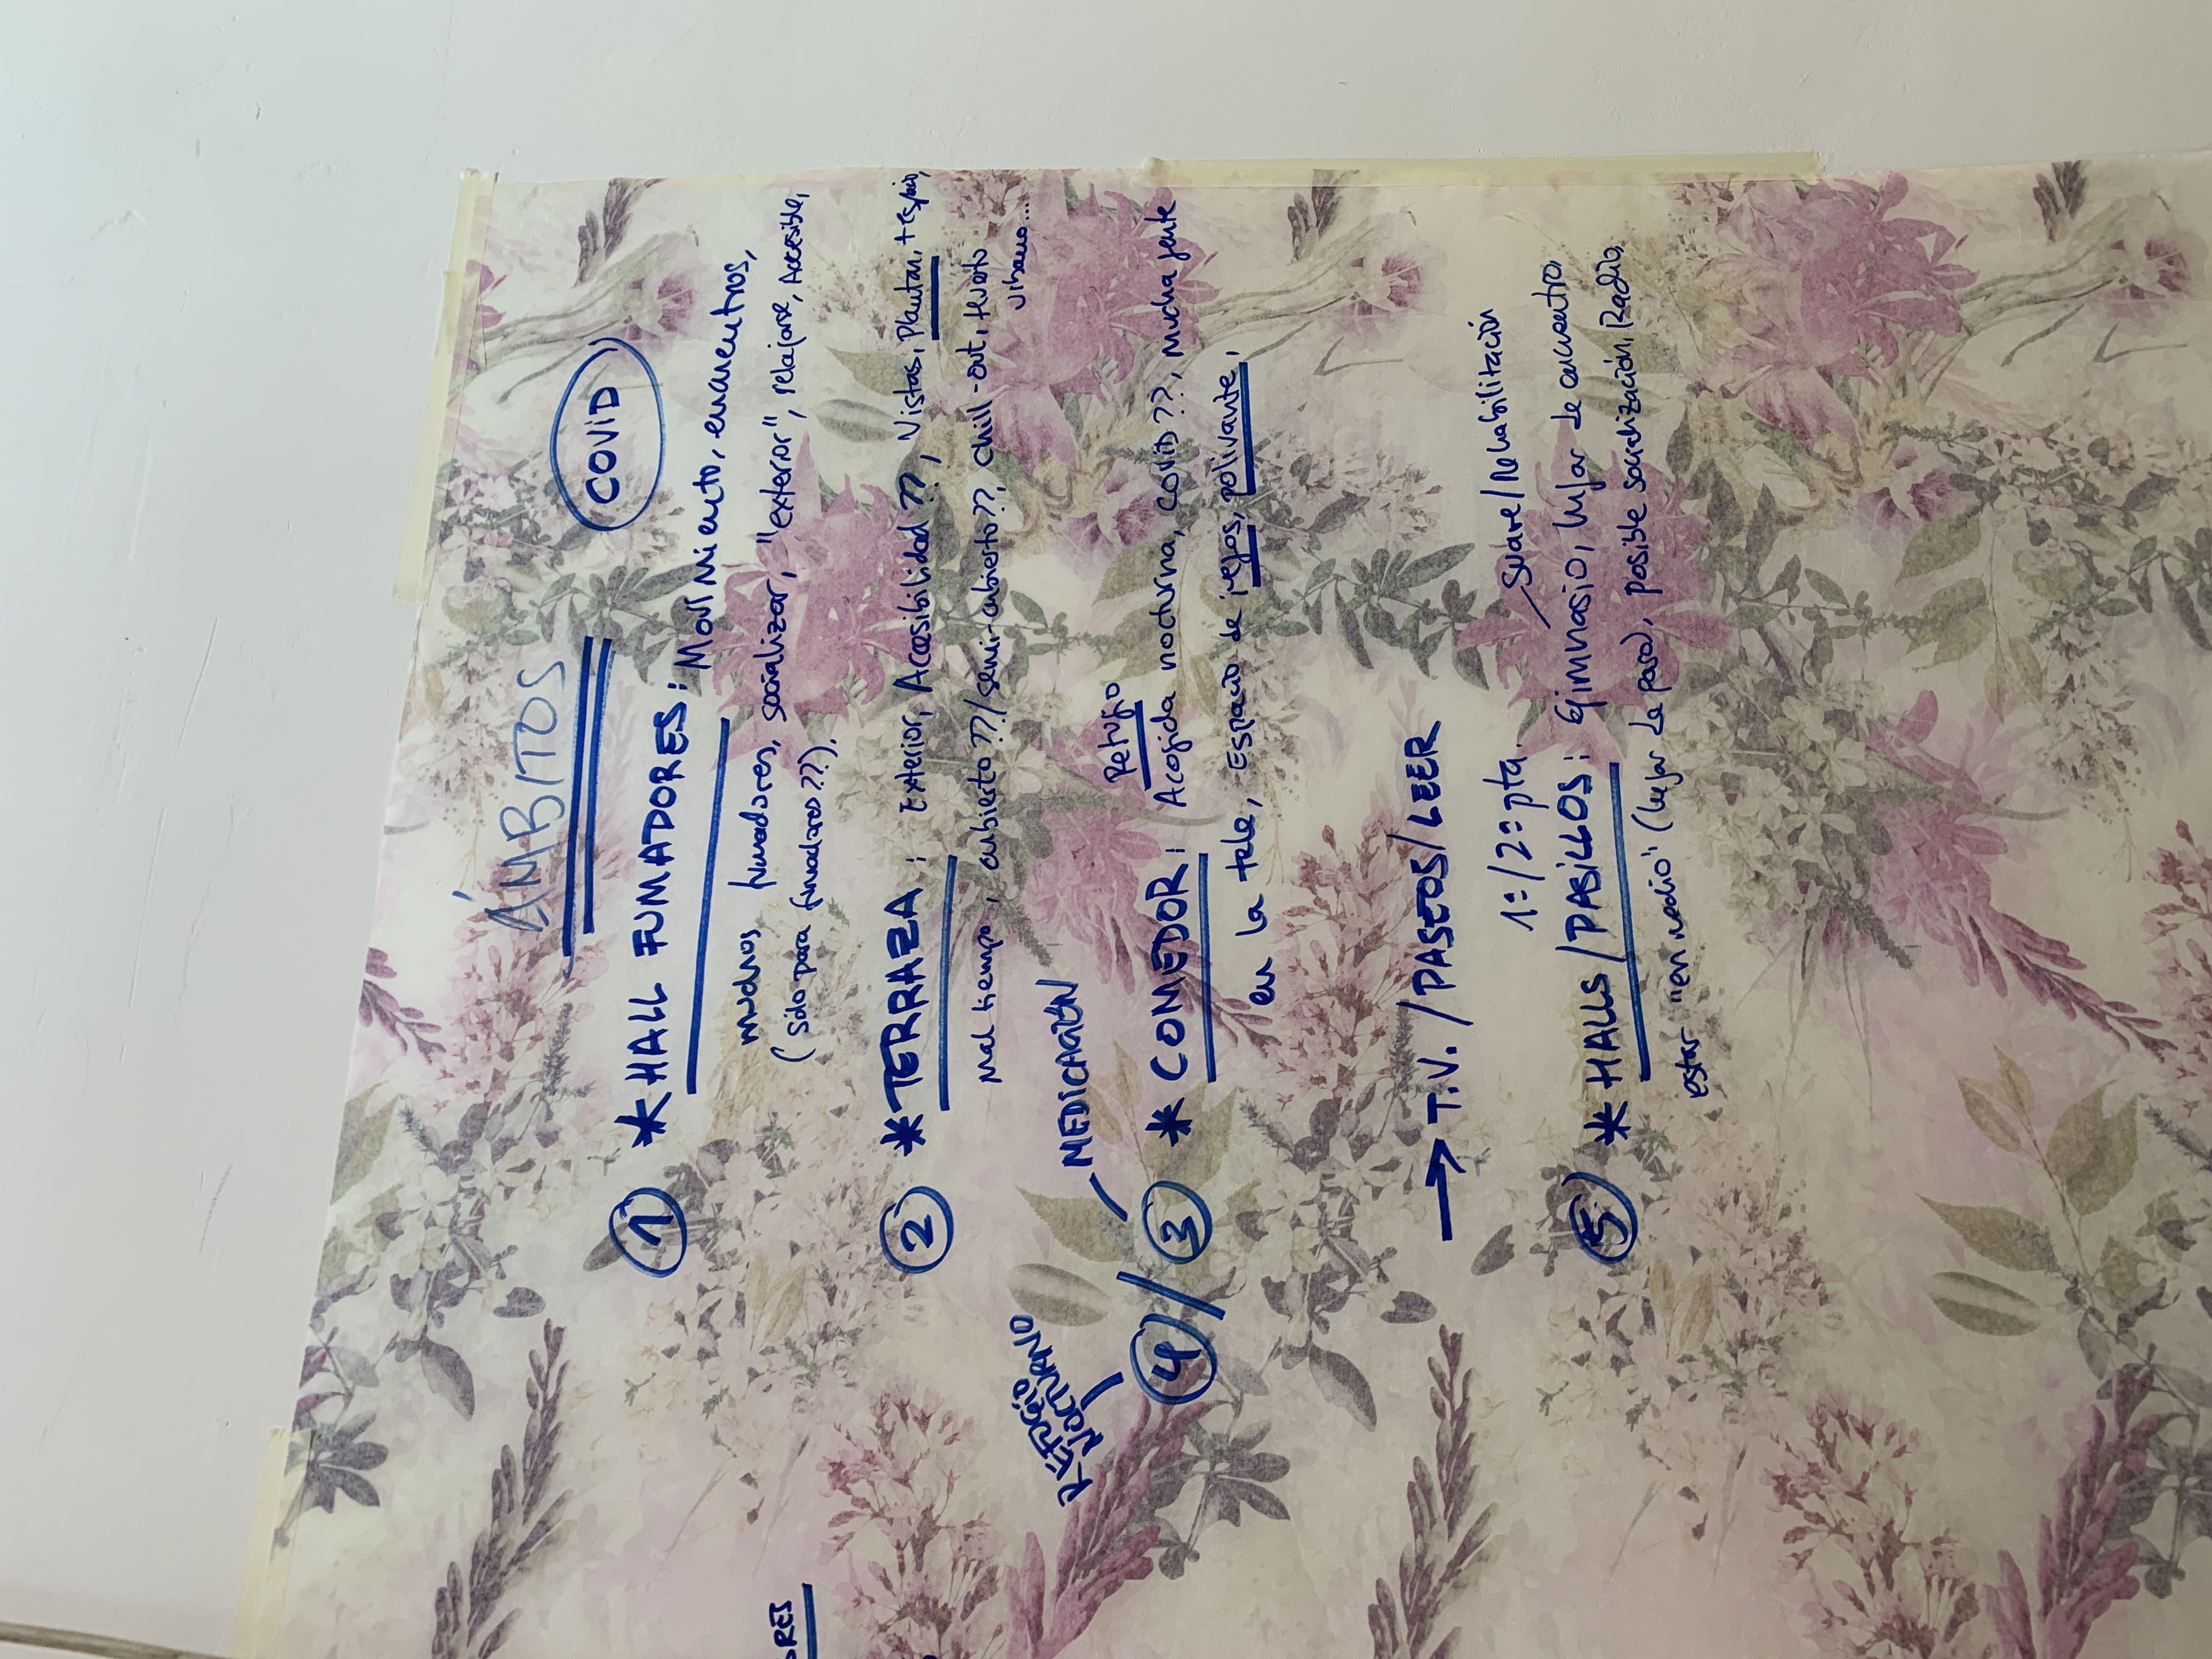 ÁMBITOS
COVID
1 * HALL FUMADORES: Movimiento, encuentros,
muchos fumadores, socializar, "exterior", relajarse, Accesible,
(sólo para fumadores??).
BRES
2 * TERRAZA: Exterior, Accesibilidad??, Vistas, Plantan, + espacio,
Mal tiempo, cubierto??/semi-cubierto??, Chill-out, Huerto
urbano...
REFUGIO
NOCTURNO
MEDICACIÓN
Refugio
4/3 * COMEDOR: Acogida nocturna, COVID??, Mucha gente
en la tele, Espacio de juegos, polivante,
→ T.V. / PASEOS / LEER
1ª/2ª pta.
Suave/Rehabilitación
5 * HALLS/PASILLOS: Gimnasio, lugar de encuentro,
estar "en medio" (lugar de paso), posible socialización, Radio,